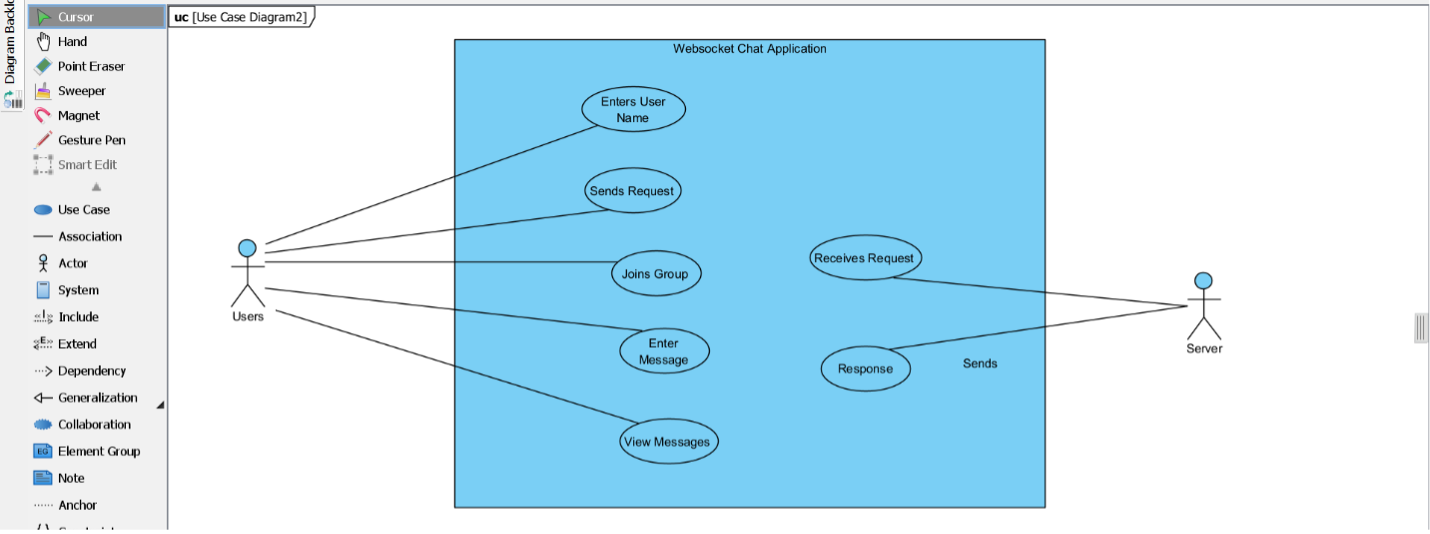 Diagram Backlo
Cursor
Hand
Point Eraser
Sweeper
Magnet
Gesture Pen
Smart Edit
Use Case
Association
Actor
System
Include
Extend
Dependency
Generalization
Collaboration
Element Group
Note
Anchor
uc [Use Case Diagram2]
Websocket Chat Application
Enters User
Name
Sends Request
Joins Group
Enter
Message
View Messages
Receives Request
Response
Sends
Users
Server